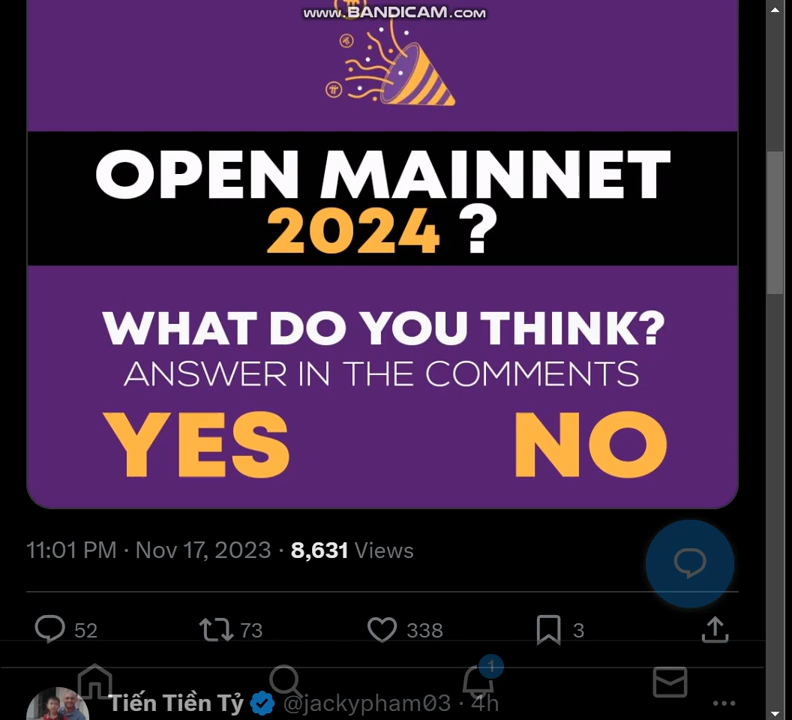 www.BANDICAM.com
OPEN MAINNET
2024 ?
WHAT DO YOU THINK?
ANSWER IN THE COMMENTS
YES NO
11:01 PM · Nov 17, 2023 · 8,631 Views
52 73 338 3
1
Tiến Tiền Tỷ @jackypham03 · 4h